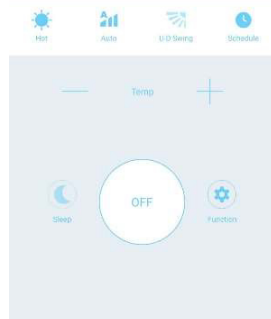 A
Hot Auto U-D Swing Schedule
Temp
OFF
Sleep Function